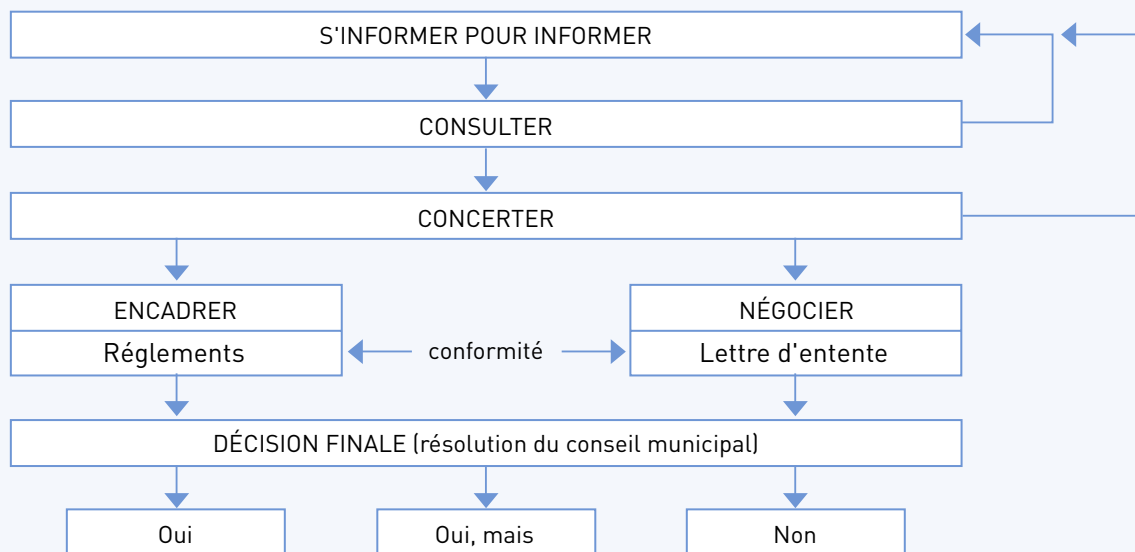 S'INFORMER POUR INFORMER
CONSULTER
CONCERTER
ENCADRER
NÉGOCIER
Réglements
conformité
Lettre d'entente
DÉCISION FINALE (résolution du conseil municipal)
Oui
Oui, mais
Non